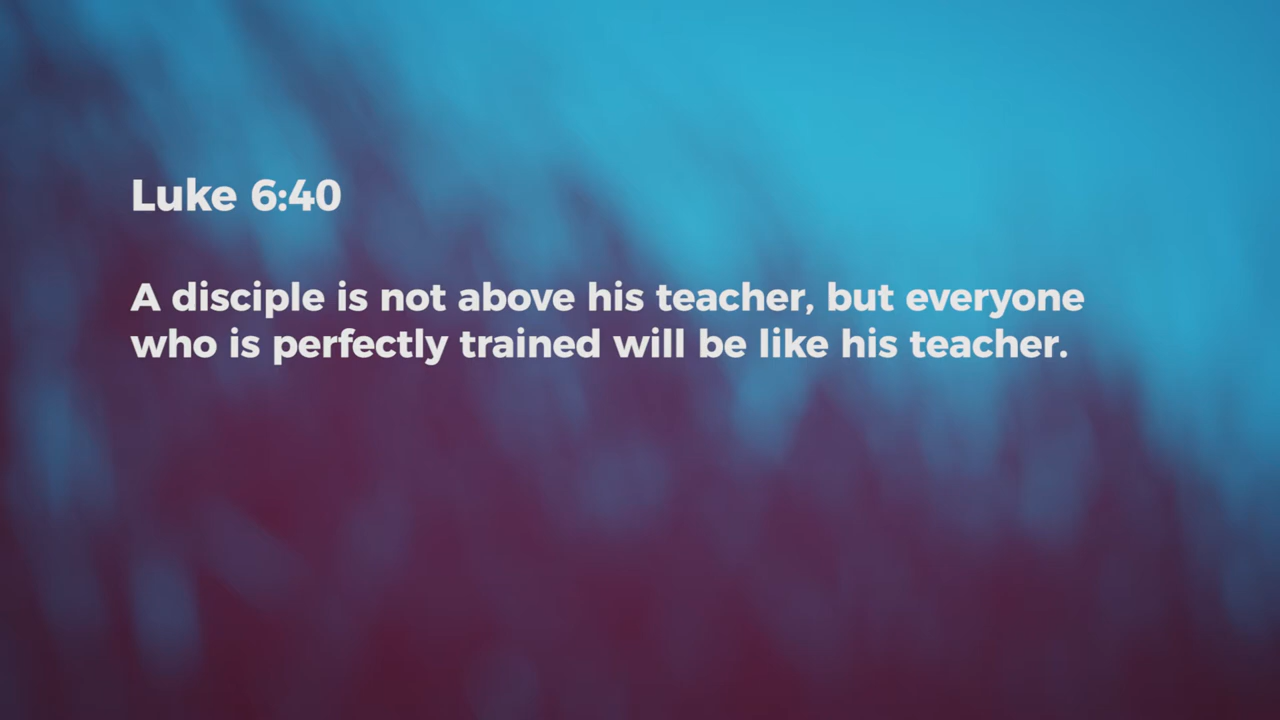 Luke 6:40
A disciple is not above his teacher, but everyone
who is perfectly trained will be like his teacher.